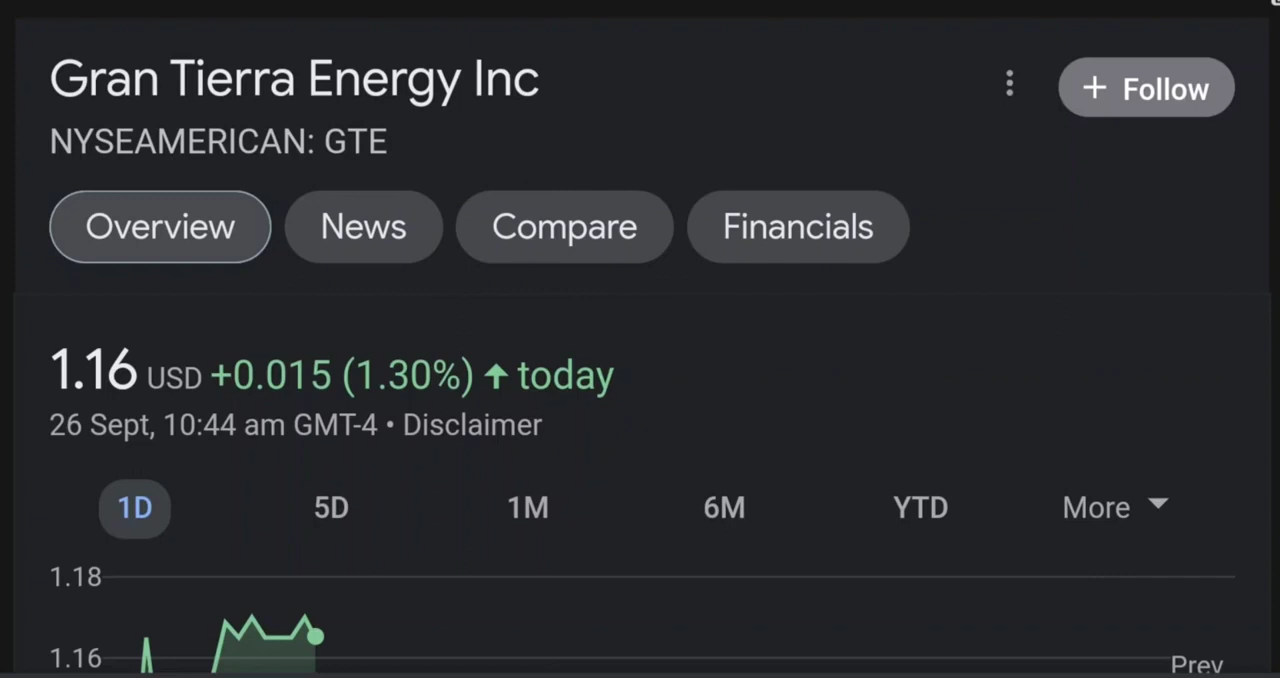 Gran Tierra Energy Inc
+ Follow
NYSEAMERICAN: GTE
Overview News Compare Financials
1.16 USD +0.015 (1.30%) ↑ today
26 Sept, 10:44 am GMT-4 • Disclaimer
1D 5D 1M 6M YTD More
1.18
1.16
Prev